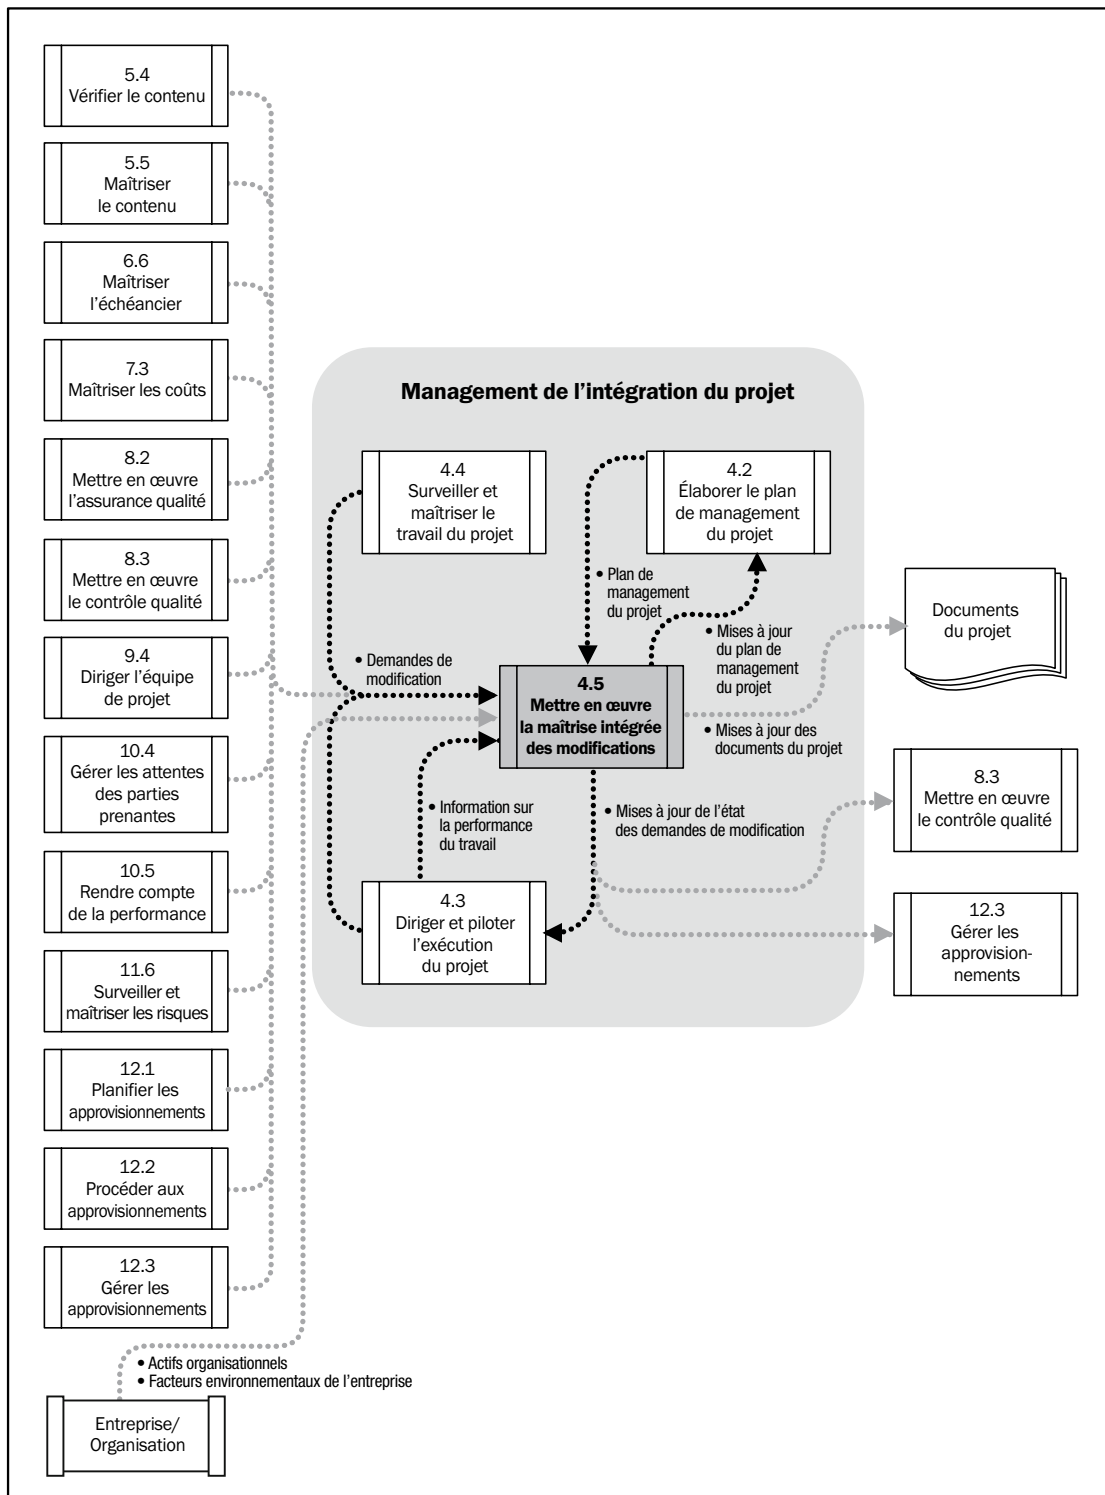 5.4
Vérifier le contenu
5.5
Maîtriser
le contenu
6.6
Maîtriser
l’échéancier
7.3
Maîtriser les coûts
8.2
Mettre en œuvre
l’assurance qualité
8.3
Mettre en œuvre
le contrôle qualité
9.4
Diriger l’équipe
de projet
10.4
Gérer les attentes
des parties
prenantes
10.5
Rendre compte
de la performance
11.6
Surveiller et
maîtriser les risques
12.1
Planifier les
approvisionnements
12.2
Procéder aux
approvisionnements
12.3
Gérer les
approvisionnements
• Actifs organisationnels
• Facteurs environnementaux de l’entreprise
Entreprise/
Organisation
Management de l’intégration du projet
4.4
Surveiller et
maîtriser le
travail du projet
4.2
Élaborer le plan
de management
du projet
• Plan de
management
du projet
• Mises à jour
du plan de
management
du projet
• Demandes de
modification
4.5
Mettre en œuvre
la maîtrise intégrée
des modifications
• Mises à jour des
documents du projet
• Information sur
la performance
du travail
• Mises à jour de l’état
des demandes de modification
4.3
Diriger et piloter
l’exécution
du projet
Documents
du projet
8.3
Mettre en œuvre
le contrôle qualité
12.3
Gérer les
approvision-
nements